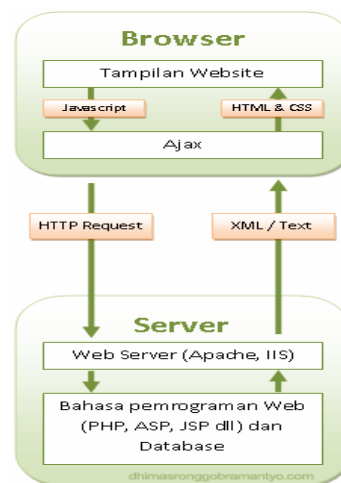 Browser
Tampilan Website
Javascript
HTML & CSS
Ajax
HTTP Request
XML / Text
Server
Web Server (Apache, IIS)
Bahasa pemrograman Web
(PHP, ASP, JSP dll) dan
Database
dhimasronggobramantyo.com